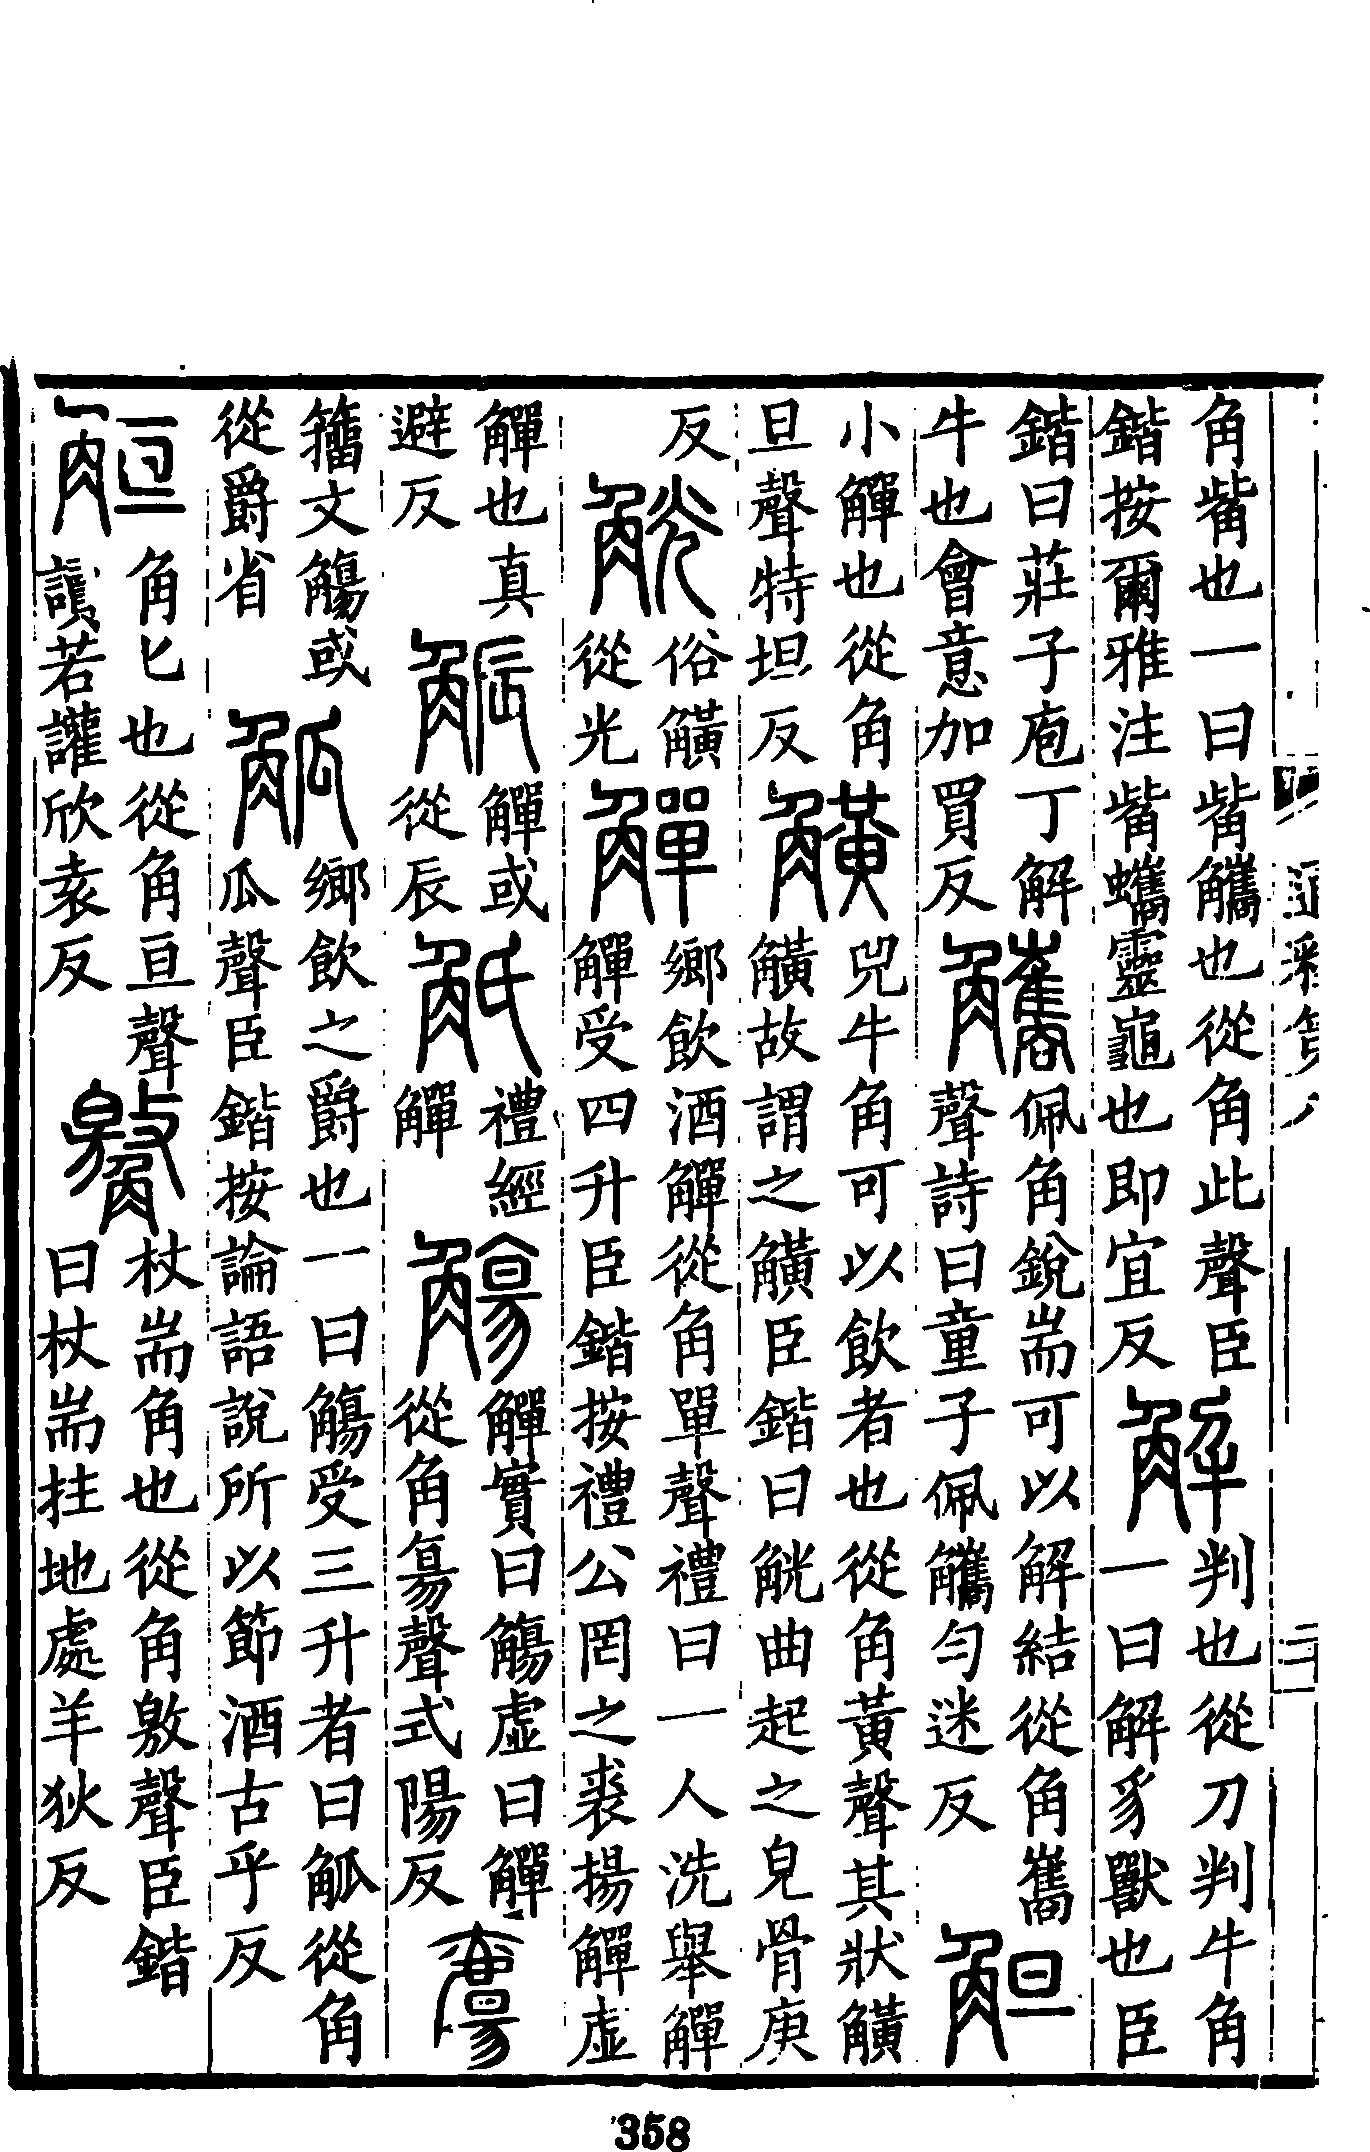 角觜也一曰觜觿也從角此聲臣
鍇按爾雅注觜蠵靈龜也即宜反
解
判也從刀判牛角
一曰解豸獸也臣
鍇曰莊子庖丁解
牛也會意加買反
觿
佩角銳耑可以解結從角巂
聲詩曰童子佩觿勻迷反
觛
小觶也從角
旦聲特坦反
觵
兕牛角可以飲者也從角黃聲其狀觵
觵故謂之觵臣鍇曰觥曲起之皃骨庚
反
觥
俗觵
從光
觶
鄉飲酒觶從角單聲禮曰一人洗舉觶
觶受四升臣鍇按禮公罔之裘揚觶虛
觶也真
避反
䚈
觶或
從辰
觗
禮經
觶
觴
觶實曰觴虛曰觶
從角昜聲式陽反
籀文觴或
從爵省
觚
鄉飲之爵也一曰觴受三升者曰觚從角
瓜聲臣鍇按論語說所以節酒古乎反
䚙
角匕也從角亘聲
讀若讙欣袁反
杖耑角也從角敫聲臣鍇
曰杖耑拄地處羊狄反
二
358